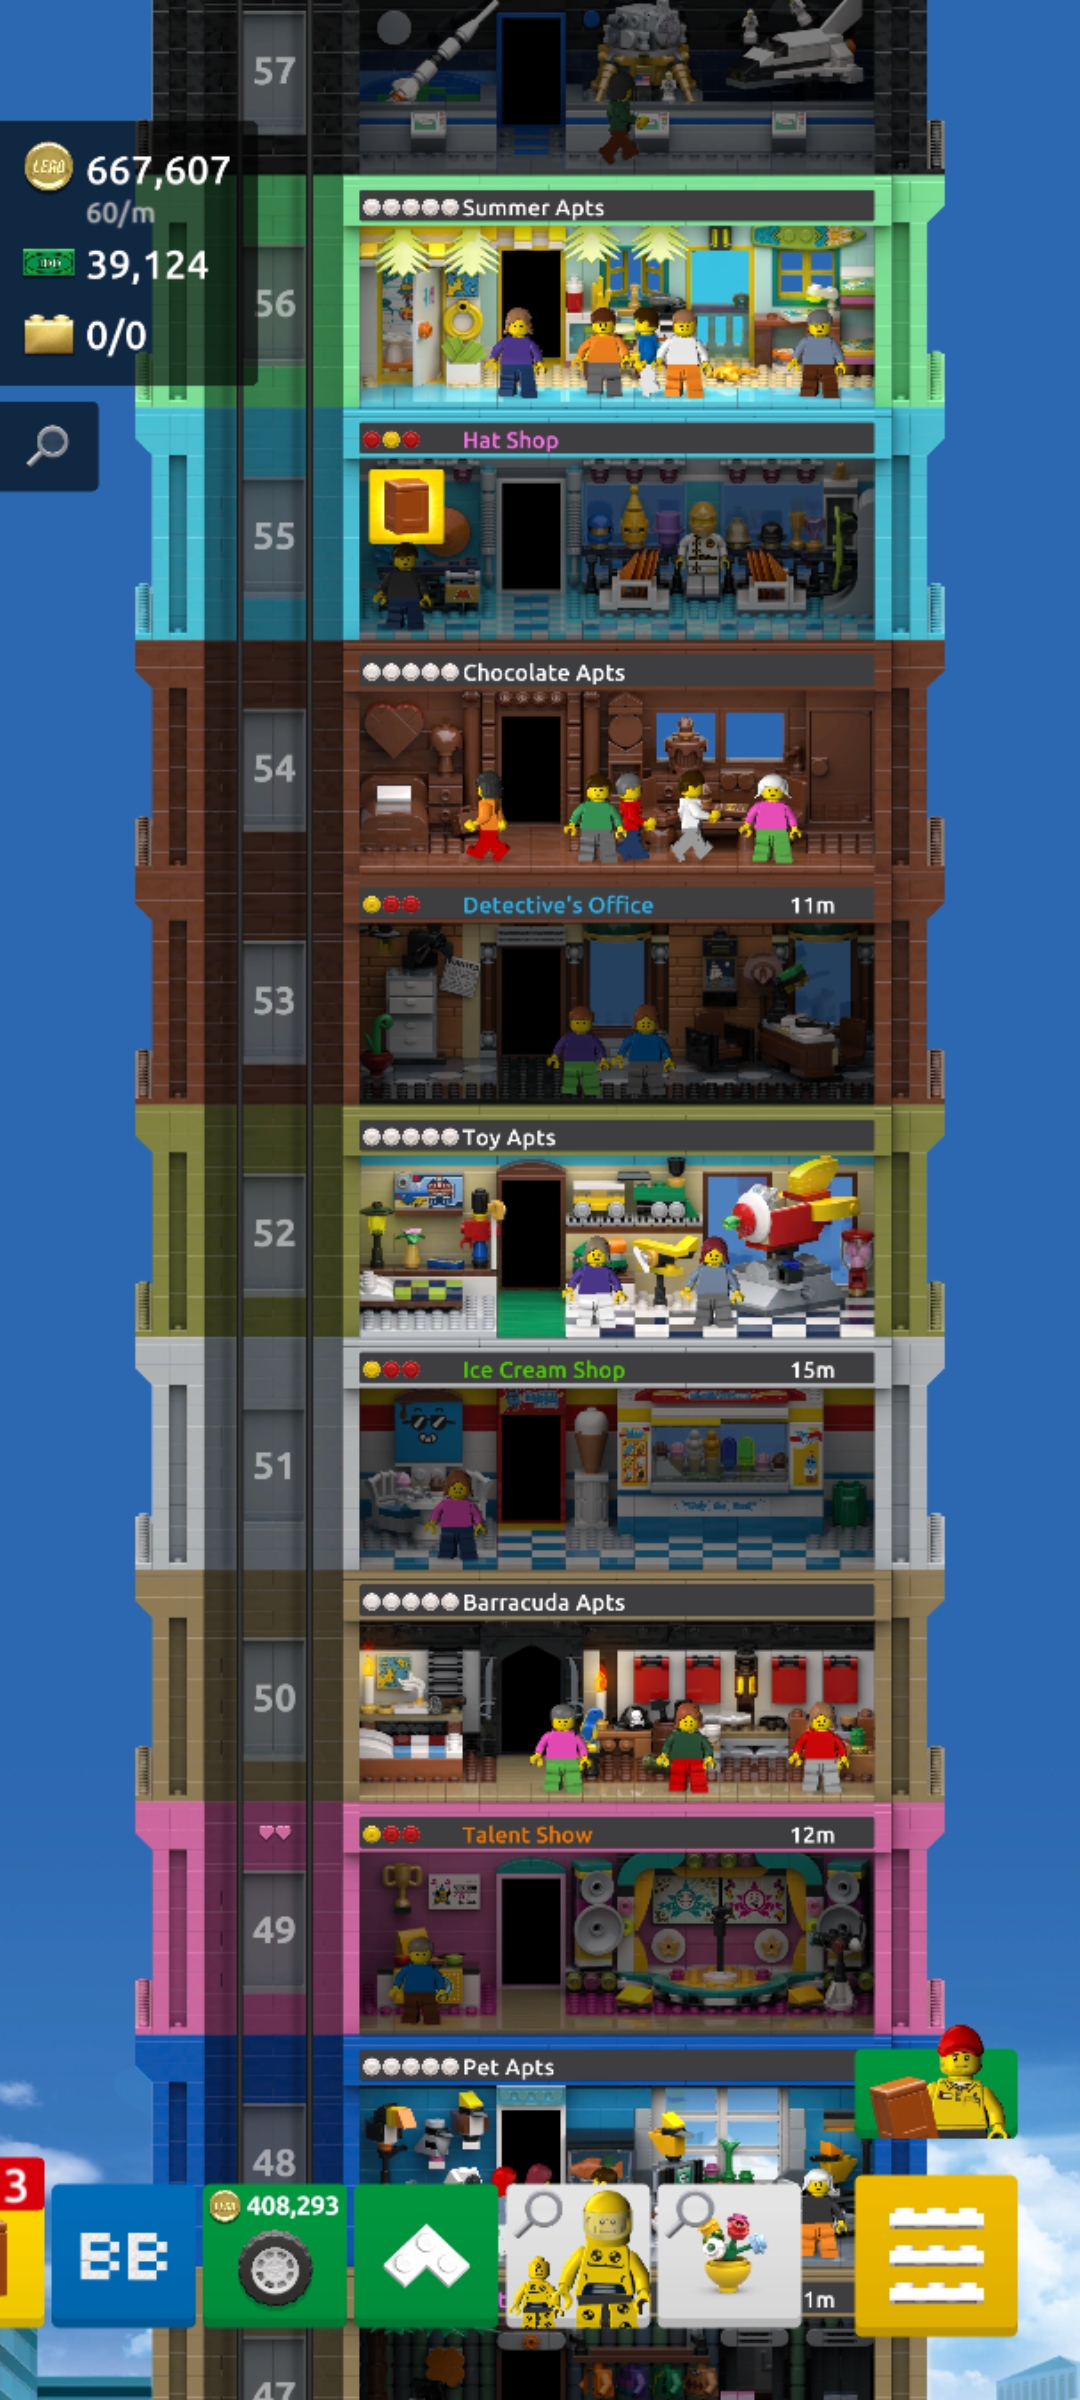 57
LEGO 667,607
60/m
39,124
0/0
Summer Apts
56
Hat Shop
55
Chocolate Apts
54
Detective's Office 11m
53
Toy Apts
52
Ice Cream Shop 15m
51
Barracuda Apts
50
Talent Show 12m
49
Pet Apts
48
3
BB
408,293
1m
47